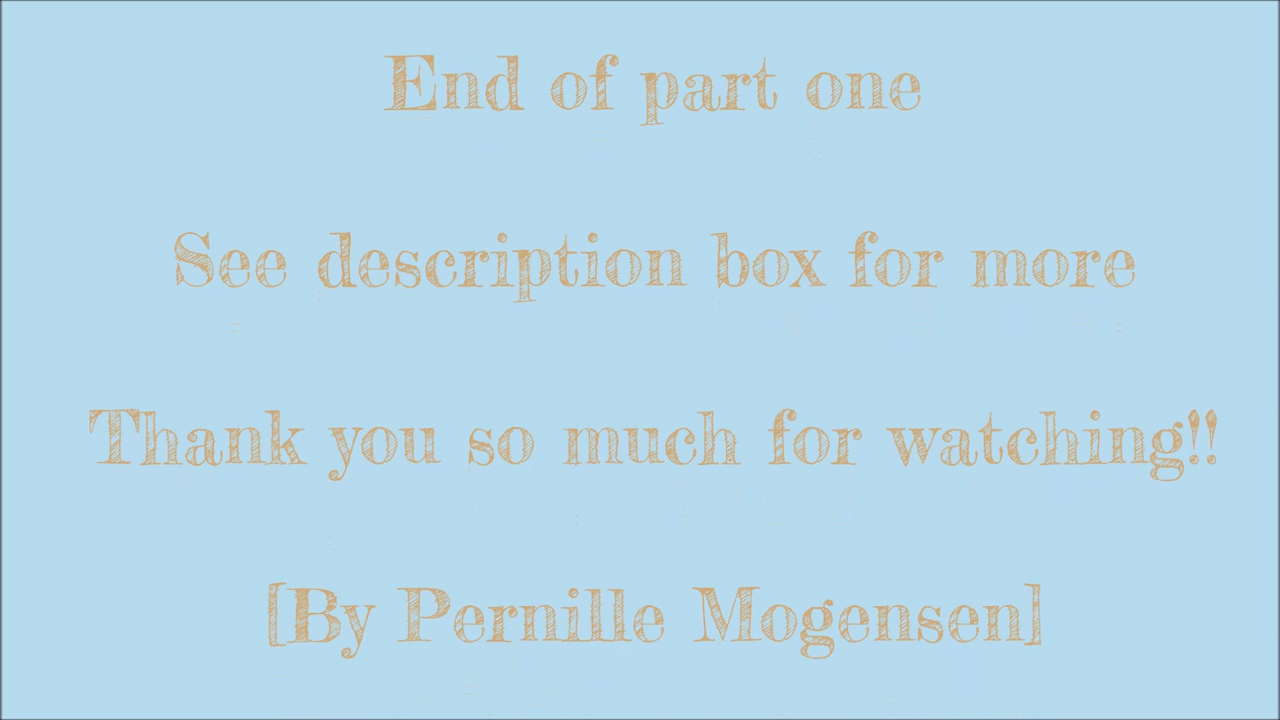 End of part one
See description box for more
Thank you so much for watching!!
[By Pernille Mogensen]